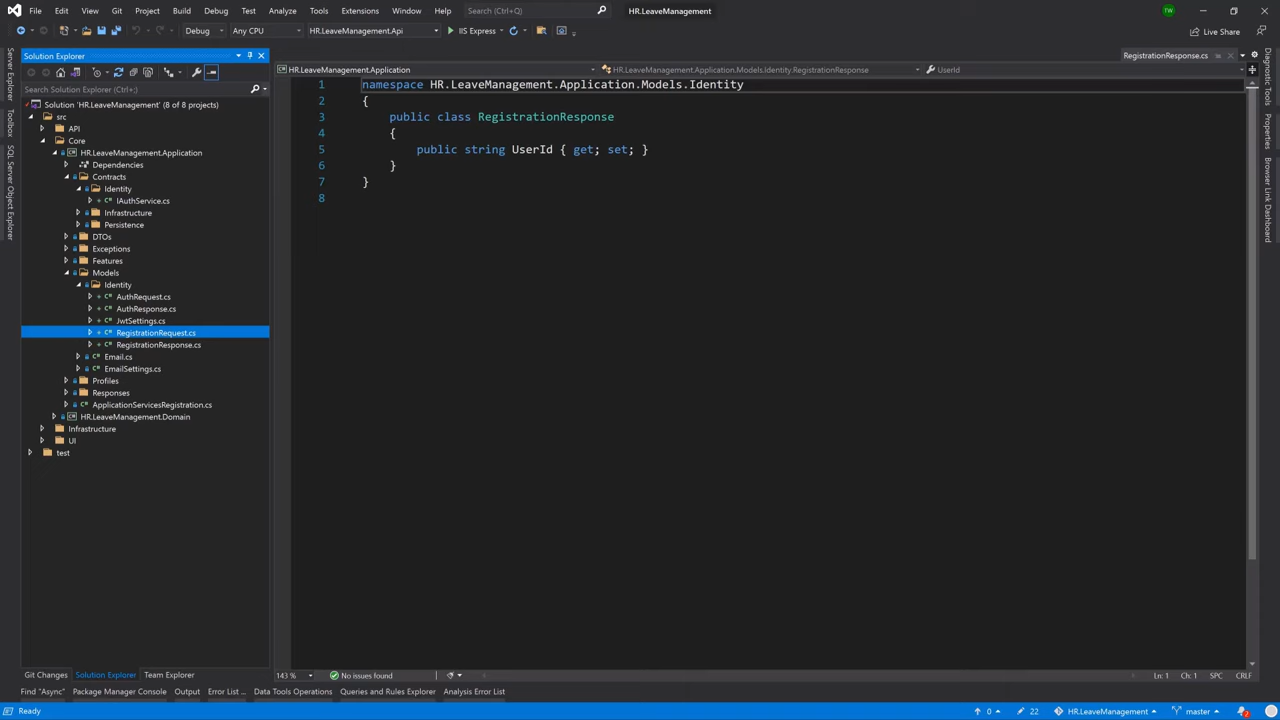 File Edit View Git Project Build Debug Test Analyze Tools Extensions Window Help Search (Ctrl+Q) HR.LeaveManagement TW
Debug Any CPU HR.LeaveManagement.Api IIS Express Live Share
Server Explorer
Toolbox
SQL Server Object Explorer
Solution Explorer
Search Solution Explorer (Ctrl+;)
Solution 'HR.LeaveManagement' (8 of 8 projects)
src
API
Core
HR.LeaveManagement.Application
Dependencies
Contracts
Identity
IAuthService.cs
Infrastructure
Persistence
DTOs
Exceptions
Features
Models
Identity
AuthRequest.cs
AuthResponse.cs
JwtSettings.cs
RegistrationRequest.cs
RegistrationResponse.cs
Email.cs
EmailSettings.cs
Profiles
Responses
ApplicationServicesRegistration.cs
HR.LeaveManagement.Domain
Infrastructure
UI
test
Git Changes Solution Explorer Team Explorer
RegistrationResponse.cs
HR.LeaveManagement.Application HR.LeaveManagement.Application.Models.Identity.RegistrationResponse UserId
1 namespace HR.LeaveManagement.Application.Models.Identity
2 {
3 public class RegistrationResponse
4 {
5 public string UserId { get; set; }
6 }
7 }
8
143 % No issues found Ln: 1 Ch: 1 SPC CRLF
Diagnostic Tools
Properties
Browser Link Dashboard
Find "Async" Package Manager Console Output Error List ... Data Tools Operations Queries and Rules Explorer Analysis Error List
Ready 0 22 HR.LeaveManagement master 2